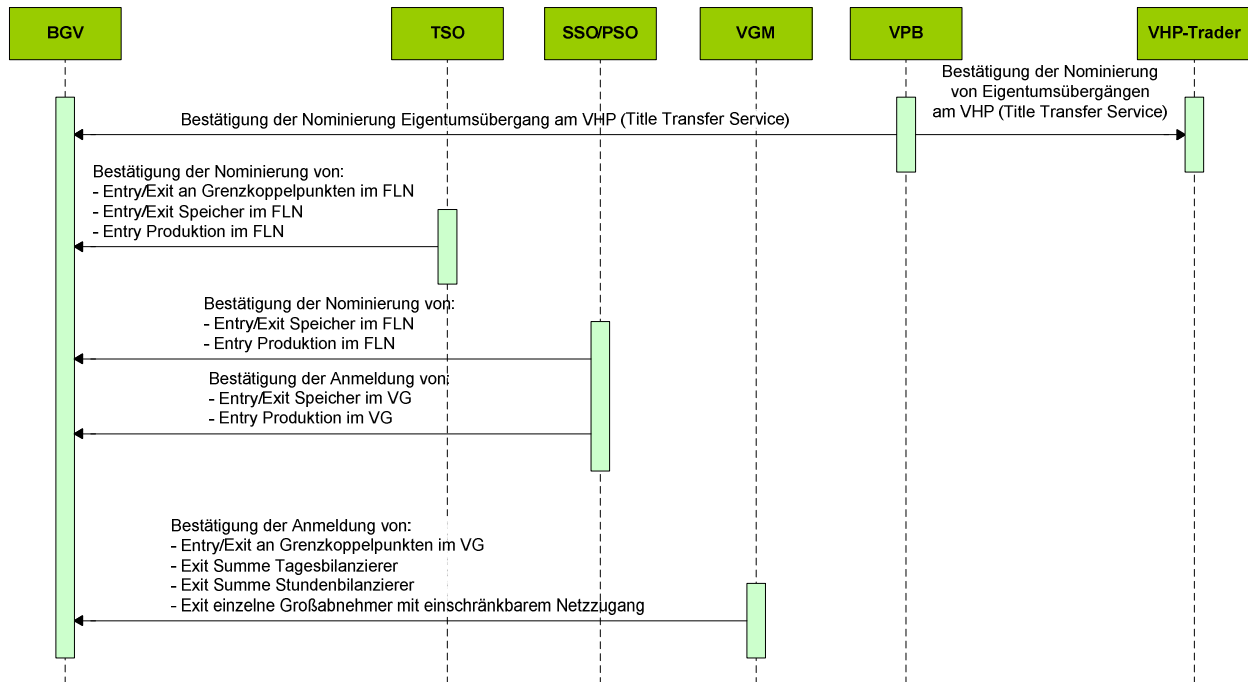 BGV
TSO
SSO/PSO
VGM
VPB
VHP-Trader
Bestätigung der Nominierung
von Eigentumsübergängen
am VHP (Title Transfer Service)
Bestätigung der Nominierung Eigentumsübergang am VHP (Title Transfer Service)
Bestätigung der Nominierung von:
- Entry/Exit an Grenzkoppelpunkten im FLN
- Entry/Exit Speicher im FLN
- Entry Produktion im FLN
Bestätigung der Nominierung von:
- Entry/Exit Speicher im FLN
- Entry Produktion im FLN
Bestätigung der Anmeldung von:
- Entry/Exit Speicher im VG
- Entry Produktion im VG
Bestätigung der Anmeldung von:
- Entry/Exit an Grenzkoppelpunkten im VG
- Exit Summe Tagesbilanzierer
- Exit Summe Stundenbilanzierer
- Exit einzelne Großabnehmer mit einschränkbarem Netzzugang